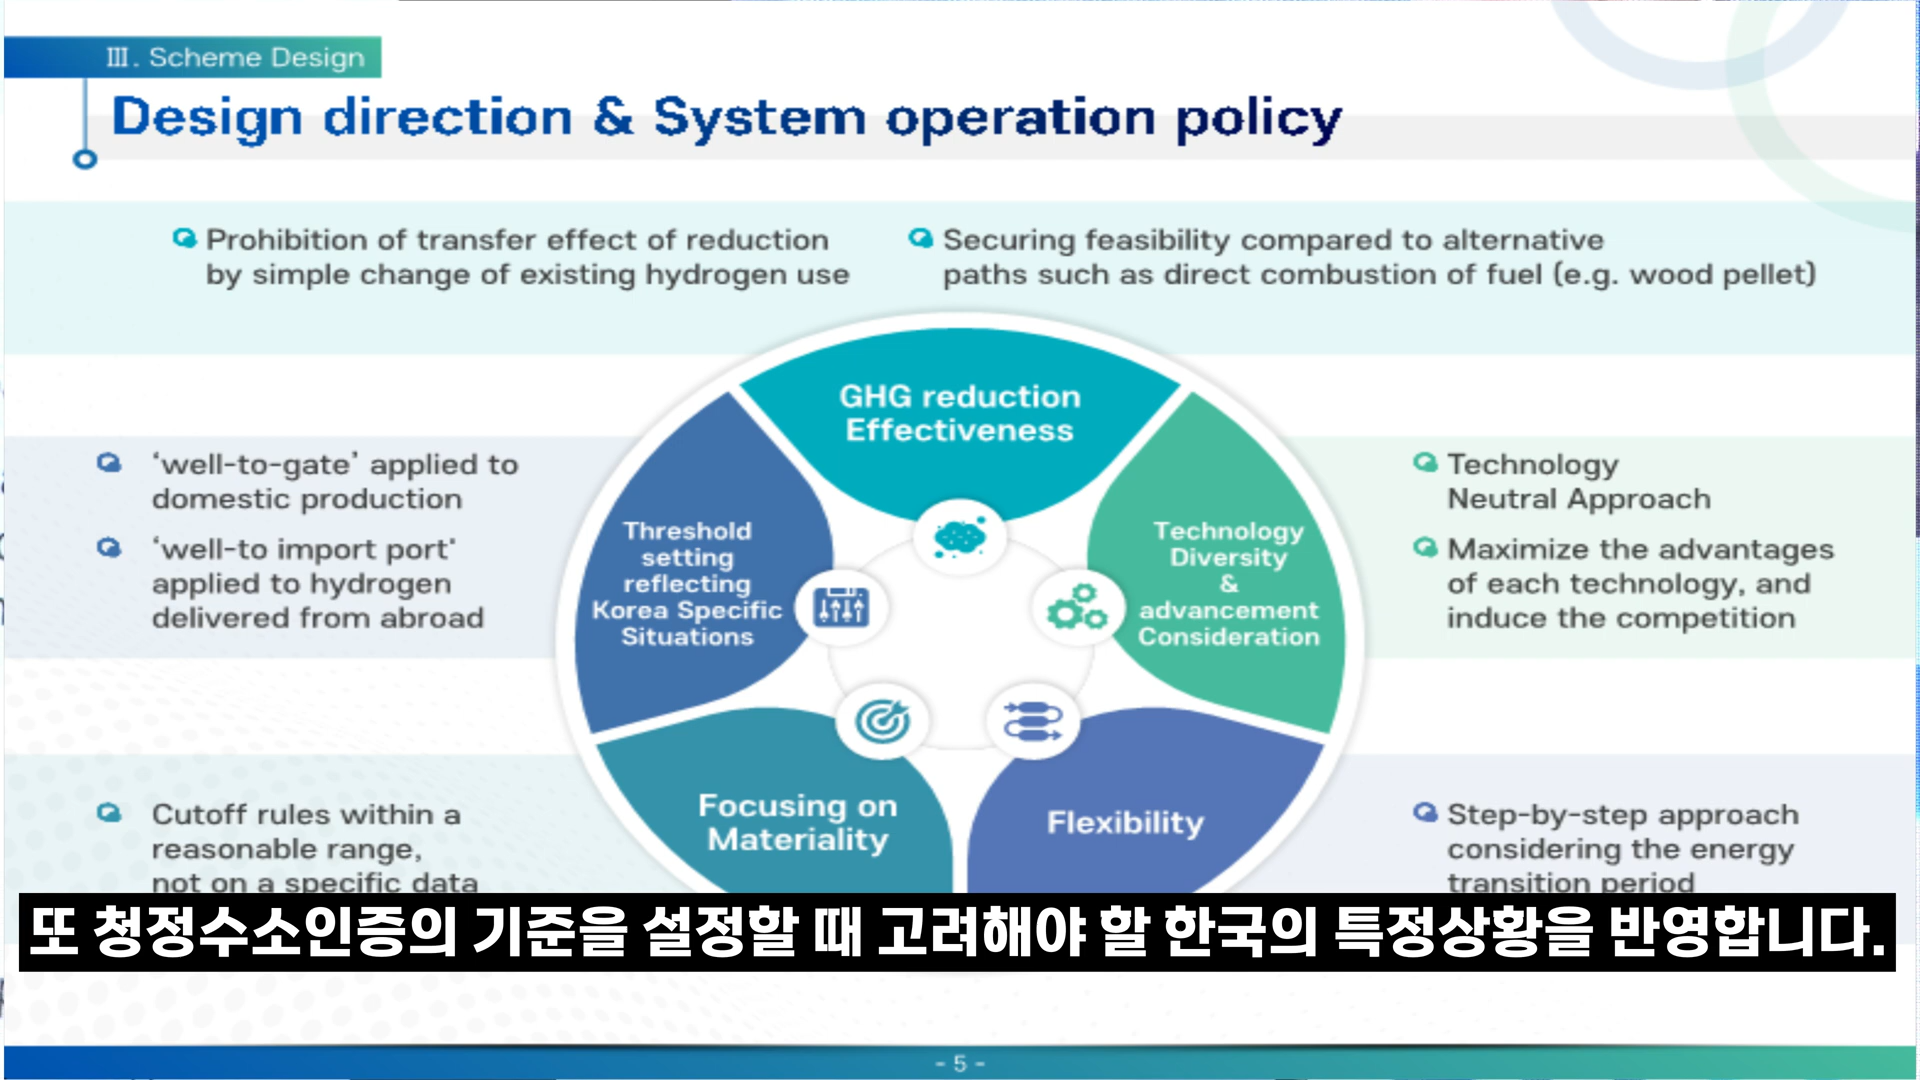 Ⅲ. Scheme Design
Design direction & System operation policy
Prohibition of transfer effect of reduction
by simple change of existing hydrogen use
Securing feasibility compared to alternative
paths such as direct combustion of fuel (e.g. wood pellet)
GHG reduction
Effectiveness
'well-to-gate' applied to
domestic production
'well-to import port'
applied to hydrogen
delivered from abroad
Threshold
setting
reflecting
Korea Specific
Situations
Technology
Diversity
&
advancement
Consideration
Technology
Neutral Approach
Maximize the advantages
of each technology, and
induce the competition
Cutoff rules within a
reasonable range,
not on a specific data
Focusing on
Materiality
Flexibility
Step-by-step approach
considering the energy
transition period
또 청정수소인증의 기준을 설정할 때 고려해야 할 한국의 특정상황을 반영합니다.
- 5 -